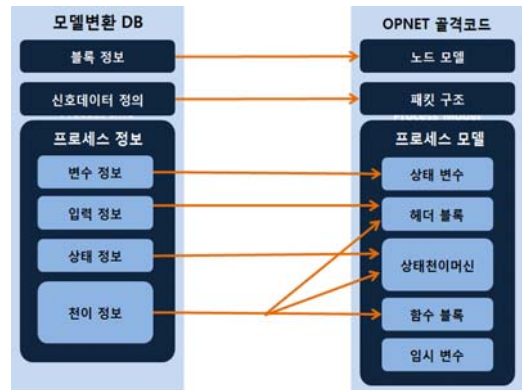 모델변환 DB
블록 정보
신호데이터 정의
프로세스 정보
변수 정보
입력 정보
상태 정보
천이 정보
OPNET 골격코드
노드 모델
패킷 구조
프로세스 모델
상태 변수
헤더 블록
상태천이머신
함수 블록
임시 변수